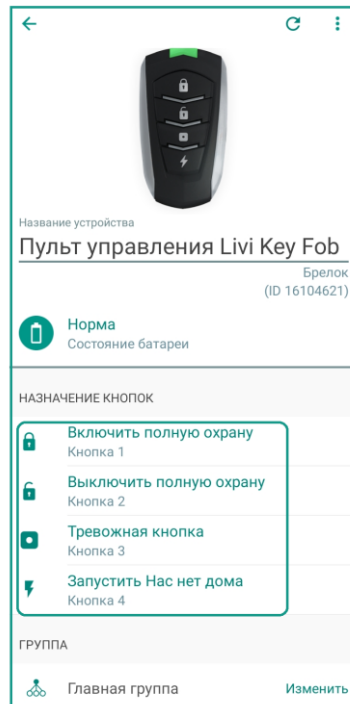 Название устройства
Пульт управления Livi Key Fob
Брелок
(ID 16104621)
Норма
Состояние батареи
НАЗНАЧЕНИЕ КНОПОК
Включить полную охрану
Кнопка 1
Выключить полную охрану
Кнопка 2
Тревожная кнопка
Кнопка 3
Запустить Нас нет дома
Кнопка 4
ГРУППА
Главная группа Изменить